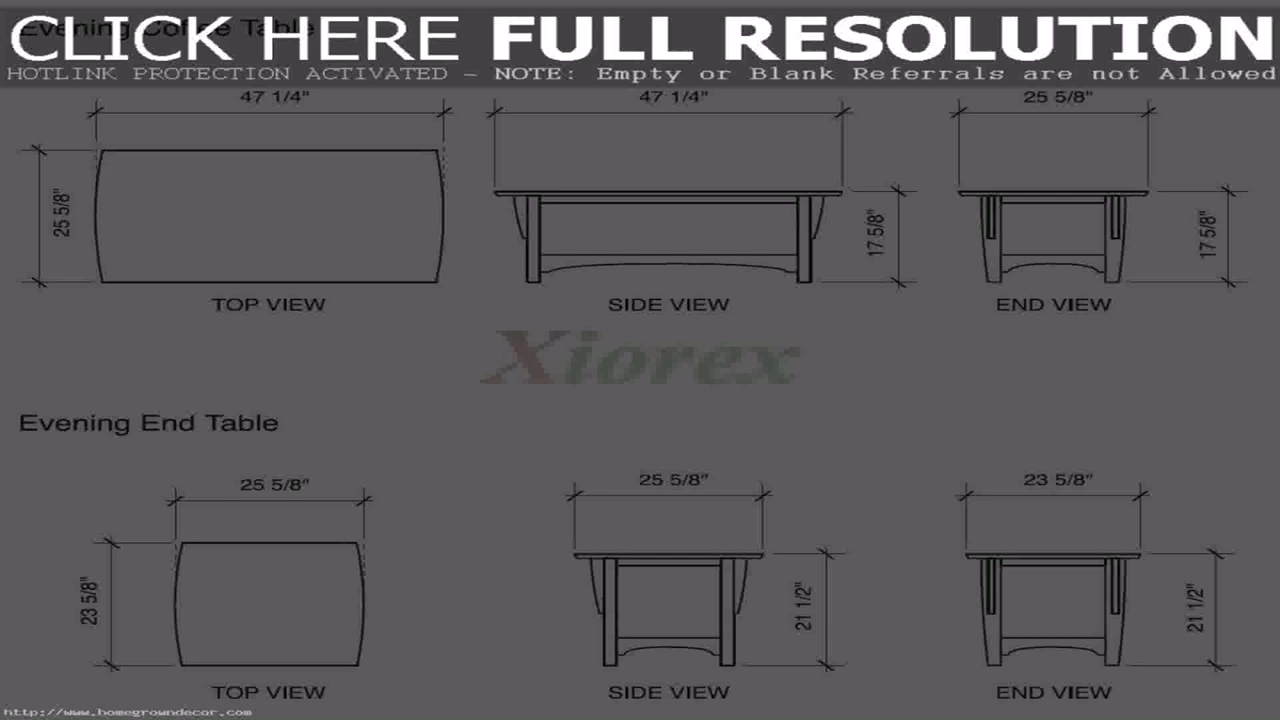 Evening Coffee Table
CLICK HERE FULL RESOLUTION
HOTLINK PROTECTION ACTIVATED – NOTE: Empty or Blank Referrals are not Allowed
47 1/4"
47 1/4"
25 5/8"
25 5/8"
17 5/8"
17 5/8"
TOP VIEW
SIDE VIEW
END VIEW
Xiorex
Evening End Table
25 5/8"
25 5/8"
23 5/8"
23 5/8"
21 1/2"
21 1/2"
TOP VIEW
SIDE VIEW
END VIEW
http://www.homegrowndecor.com